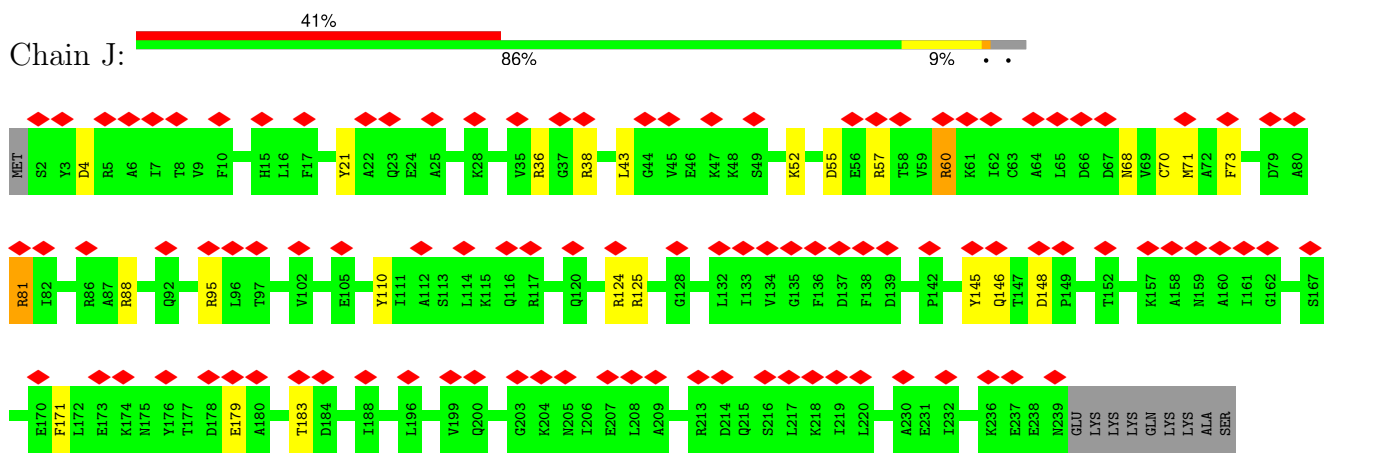 41%
Chain J:
86% 9% • •
MET S2 Y3 D4 R5 A6 I7 T8 V9 F10 H15 L16 F17 Y21 A22 Q23 E24 A25 K28 V35 R36 G37 R38 L43 G44 V45 E46 K47 K48 S49 K52 D55 E56 R57 T58 V59 R60 K61 I62 C63 A64 L65 D66 D67 N68 V69 C70 M71 A72 F73 D79 A80
R81 I82 R86 A87 R88 Q92 R95 L96 T97 V102 E105 Y110 I111 A112 S113 L114 K115 Q116 R117 Q120 R124 R125 G128 L132 I133 V134 G135 F136 D137 F138 D139 P142 Y145 Q146 T147 D148 P149 T152 K157 A158 N159 A160 I161 G162 S167
E170 F171 L172 E173 K174 N175 Y176 T177 D178 E179 A180 T183 D184 I188 L196 V199 Q200 G203 K204 N205 I206 E207 L208 A209 R213 D214 Q215 S216 L217 K218 I219 L220 A230 E231 I232 K236 E237 E238 N239 GLU LYS LYS LYS GLN LYS LYS ALA SER